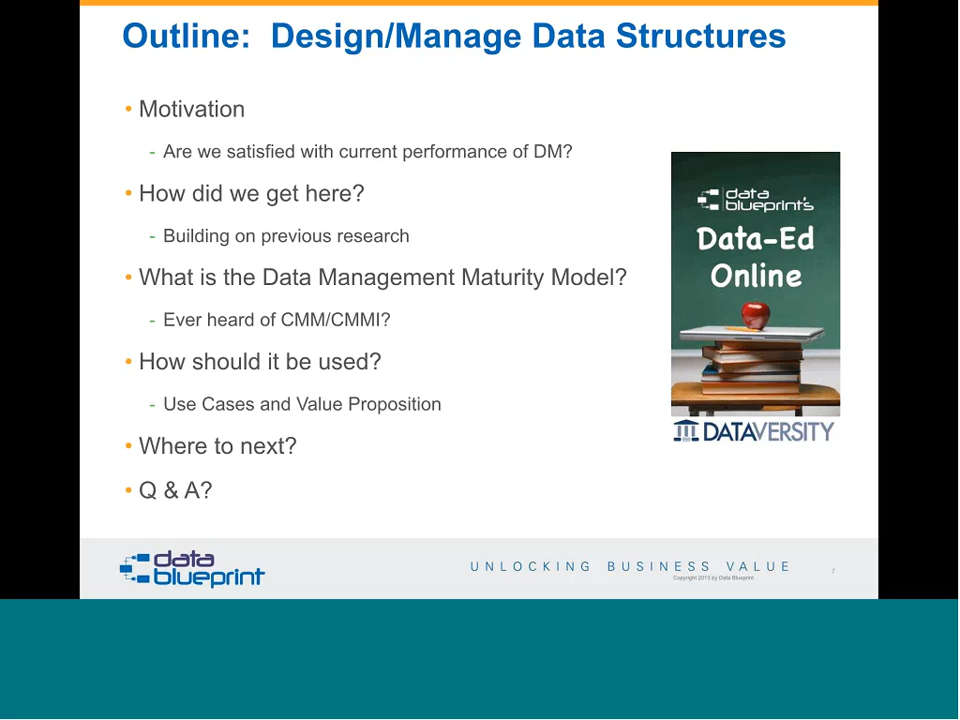 Outline:  Design/Manage Data Structures
• Motivation
- Are we satisfied with current performance of DM?
• How did we get here?
- Building on previous research
• What is the Data Management Maturity Model?
- Ever heard of CMM/CMMI?
• How should it be used?
- Use Cases and Value Proposition
• Where to next?
• Q & A?
data
blueprint's
Data-Ed
Online
DATAVERSITY
data
blueprint
UNLOCKING BUSINESS VALUE
Copyright 2013 by Data Blueprint
7